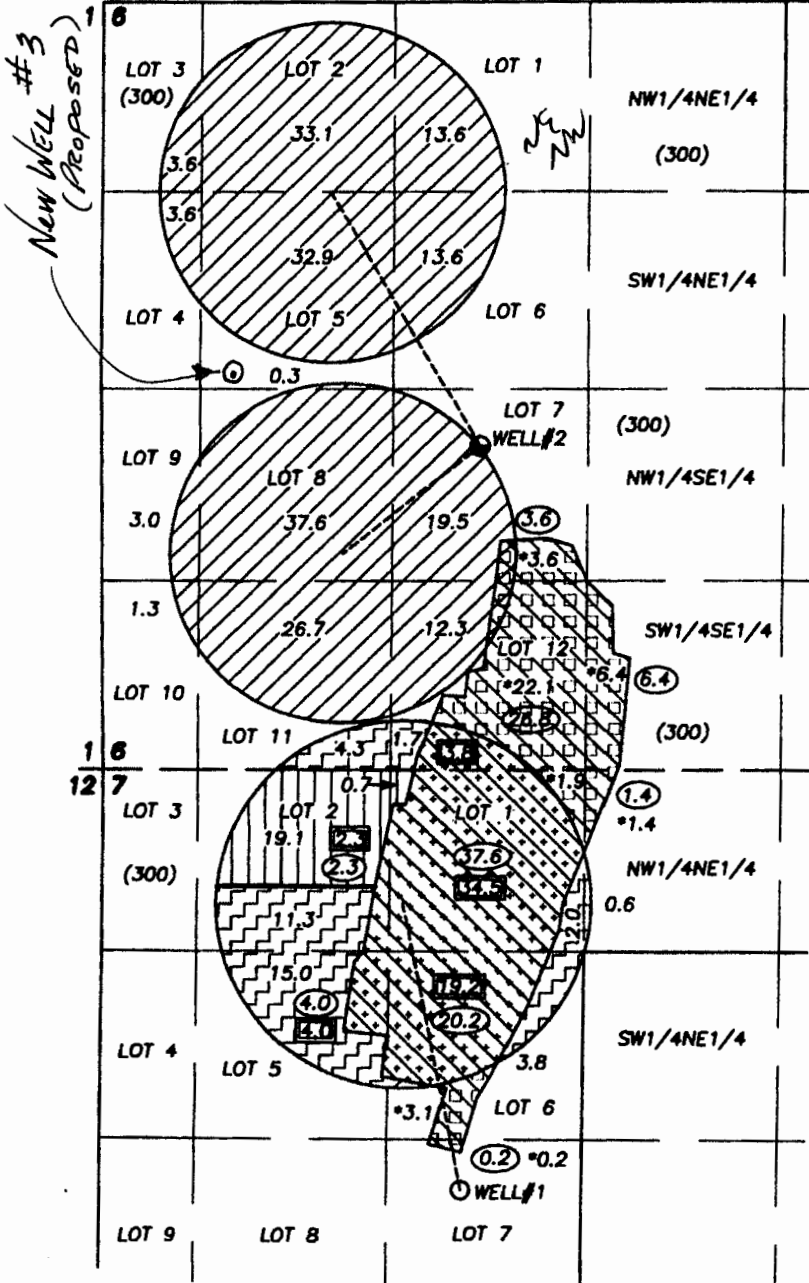 1 6
New Well #3
(PROPOSED)
LOT 3
(300)
LOT 2
LOT 1
NW1/4NE1/4
(300)
33.1
13.6
3.6
3.6
32.9
13.6
SW1/4NE1/4
LOT 4
LOT 5
LOT 6
0.3
LOT 7
(300)
WELL#2
LOT 9
LOT 8
NW1/4SE1/4
3.0
37.6
19.5
3.6
*3.6
1.3
26.7
12.3
SW1/4SE1/4
LOT 12
*6.4
6.4
*22.1
LOT 10
(300)
LOT 11
4.3
1.7
1 6
12 7
0.7
*1.9
1.4
*1.4
LOT 3
LOT 2
LOT 1
19.1
2.3
2.3
37.6
34.5
(300)
NW1/4NE1/4
0.6
11.3
2.0
15.0
19.2
4.0
4.0
20.2
SW1/4NE1/4
LOT 4
LOT 5
3.8
*3.1
LOT 6
0.2
*0.2
WELL#1
LOT 9
LOT 8
LOT 7